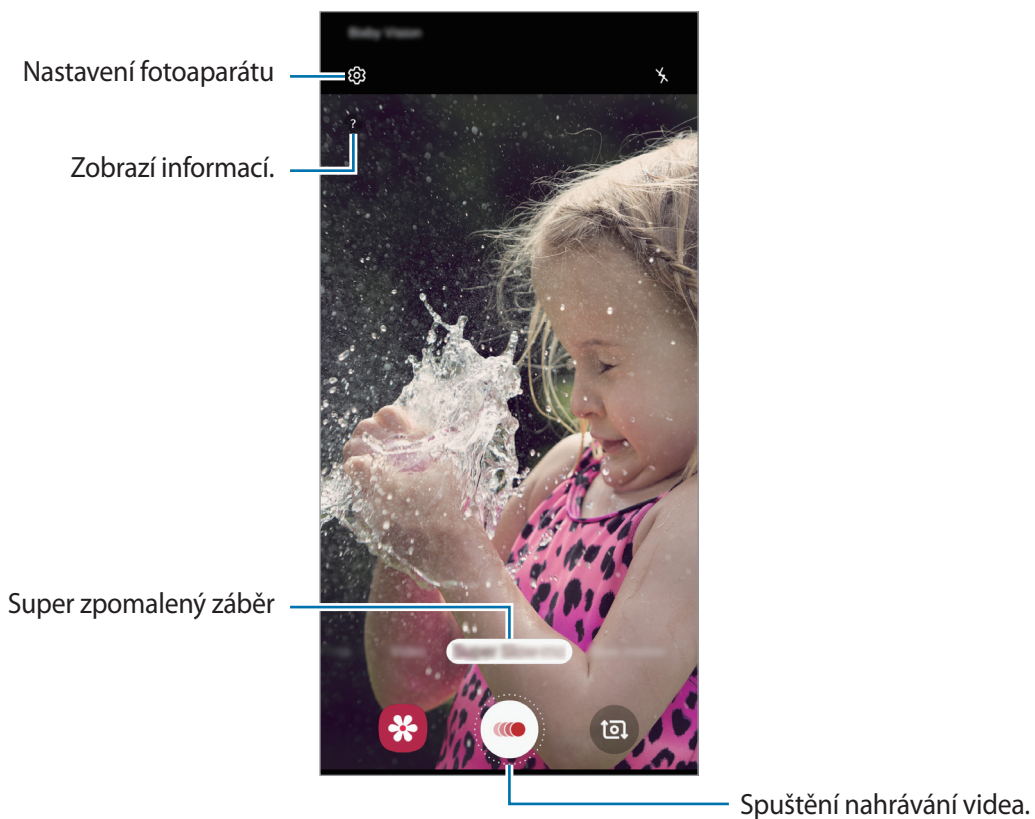 Nastavení fotoaparátu
?
Zobrazí informací.
Super zpomalený záběr
Spuštění nahrávání videa.